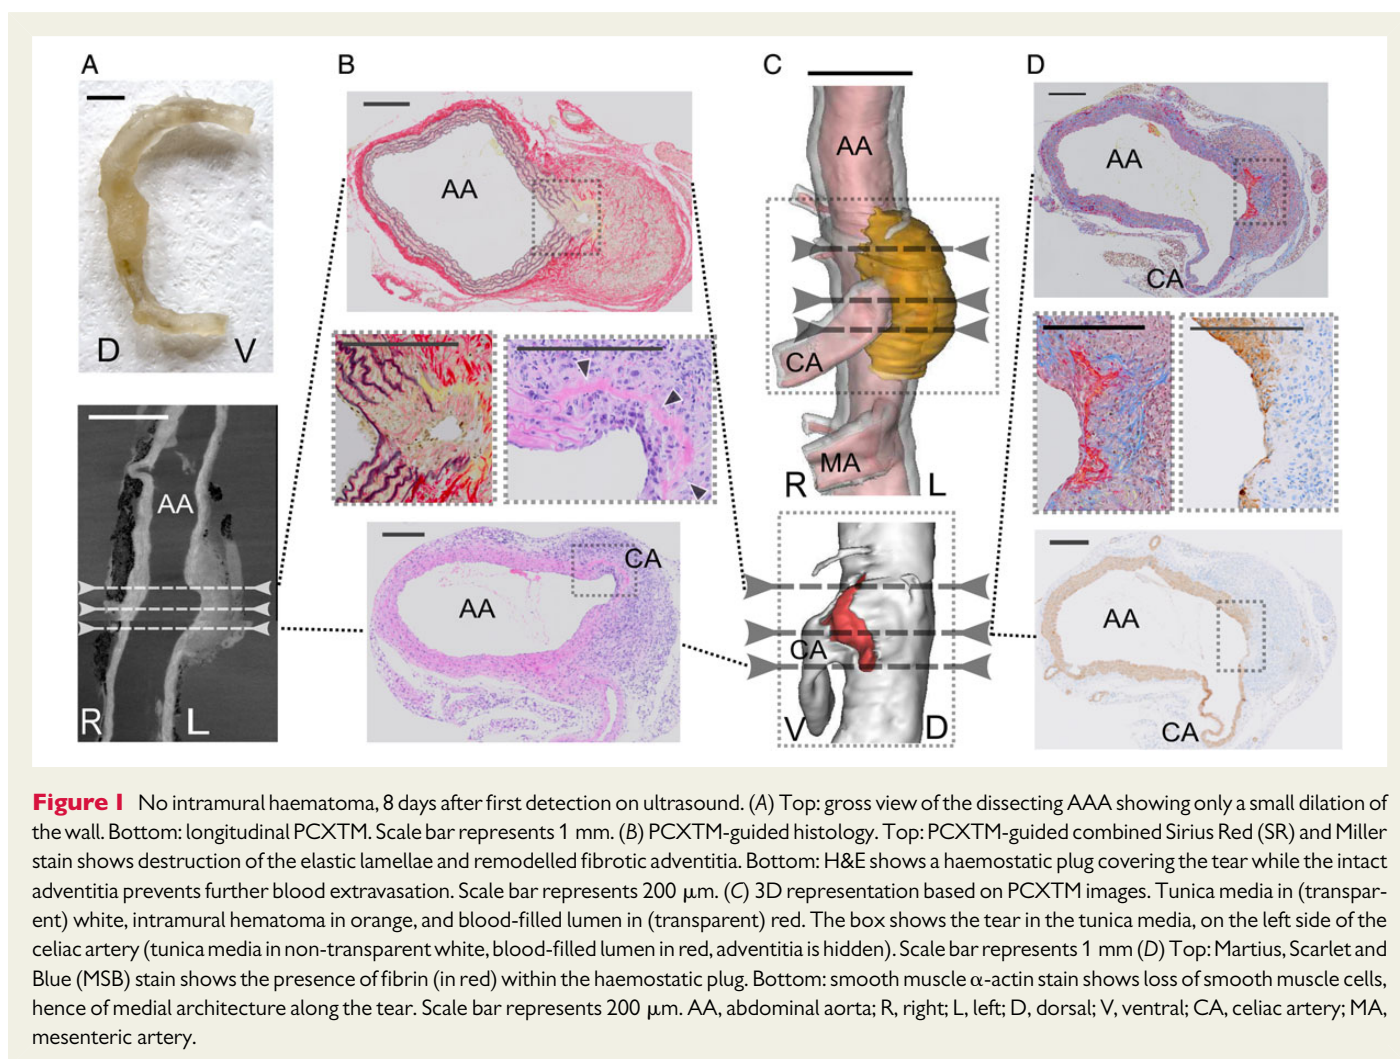 A
B
C
D
AA
AA
AA
D
V
CA
CA
MA
R
L
AA
R
L
CA
AA
CA
V
D
AA
CA
Figure 1 No intramural haematoma, 8 days after first detection on ultrasound. (A) Top: gross view of the dissecting AAA showing only a small dilation of
the wall. Bottom: longitudinal PCXTM. Scale bar represents 1 mm. (B) PCXTM-guided histology. Top: PCXTM-guided combined Sirius Red (SR) and Miller
stain shows destruction of the elastic lamellae and remodelled fibrotic adventitia. Bottom: H&E shows a haemostatic plug covering the tear while the intact
adventitia prevents further blood extravasation. Scale bar represents 200 μm. (C) 3D representation based on PCXTM images. Tunica media in (transpar-
ent) white, intramural hematoma in orange, and blood-filled lumen in (transparent) red. The box shows the tear in the tunica media, on the left side of the
celiac artery (tunica media in non-transparent white, blood-filled lumen in red, adventitia is hidden). Scale bar represents 1 mm (D) Top: Martius, Scarlet and
Blue (MSB) stain shows the presence of fibrin (in red) within the haemostatic plug. Bottom: smooth muscle α-actin stain shows loss of smooth muscle cells,
hence of medial architecture along the tear. Scale bar represents 200 μm. AA, abdominal aorta; R, right; L, left; D, dorsal; V, ventral; CA, celiac artery; MA,
mesenteric artery.